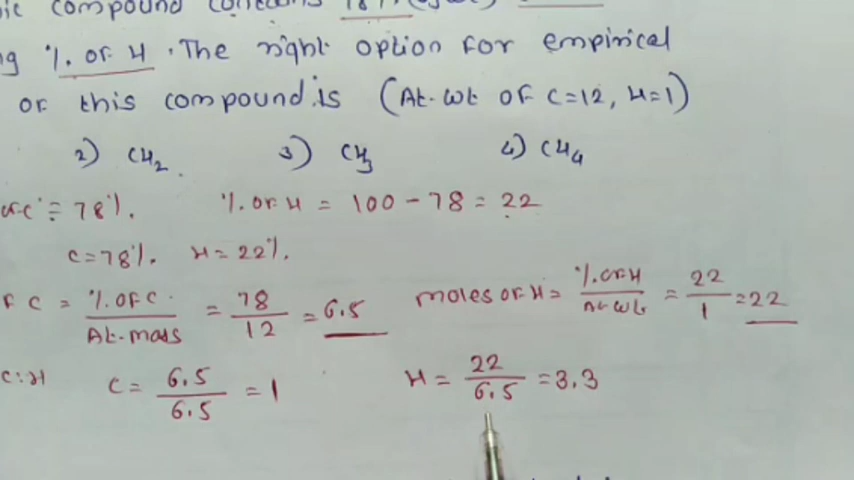 compound contains 78%
% of H. The right option for empirical
of this compound is (At. wt of C=12, H=1)
2) CH2. 3) CH3 4) CH4
of C = 78%. % of H = 100 - 78 = 22
C=78%. H=22%.
C = % of C. / At. mass = 78 / 12 = 6.5 moles of H = % of H / At wt. = 22 / 1 = 22
C:H C = 6.5 / 6.5 = 1 H = 22 / 6.5 = 3.3